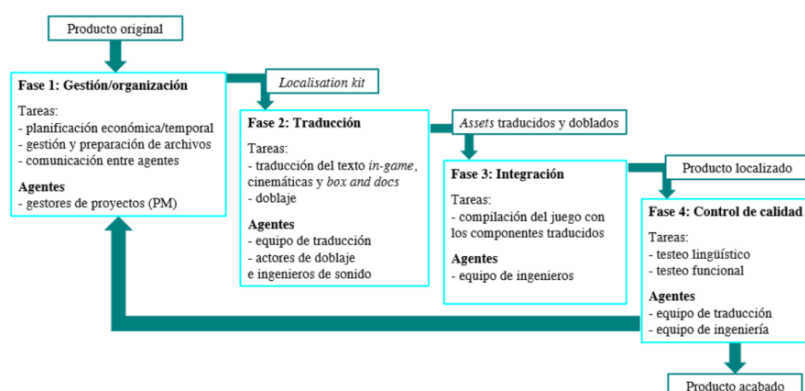 Producto original
Fase 1: Gestión/organización
Tareas:
- planificación económica/temporal
- gestión y preparación de archivos
- comunicación entre agentes
Agentes
- gestores de proyectos (PM)
Localisation kit
Fase 2: Traducción
Tareas:
- traducción del texto in-game,
cinemáticas y box and docs
- doblaje
Agentes
- equipo de traducción
- actores de doblaje
e ingenieros de sonido
Assets traducidos y doblados
Fase 3: Integración
Tareas:
- compilación del juego con
los componentes traducidos
Agentes
- equipo de ingenieros
Producto localizado
Fase 4: Control de calidad
Tareas:
- testeo lingüístico
- testeo funcional
Agentes
- equipo de traducción
- equipo de ingeniería
Producto acabado